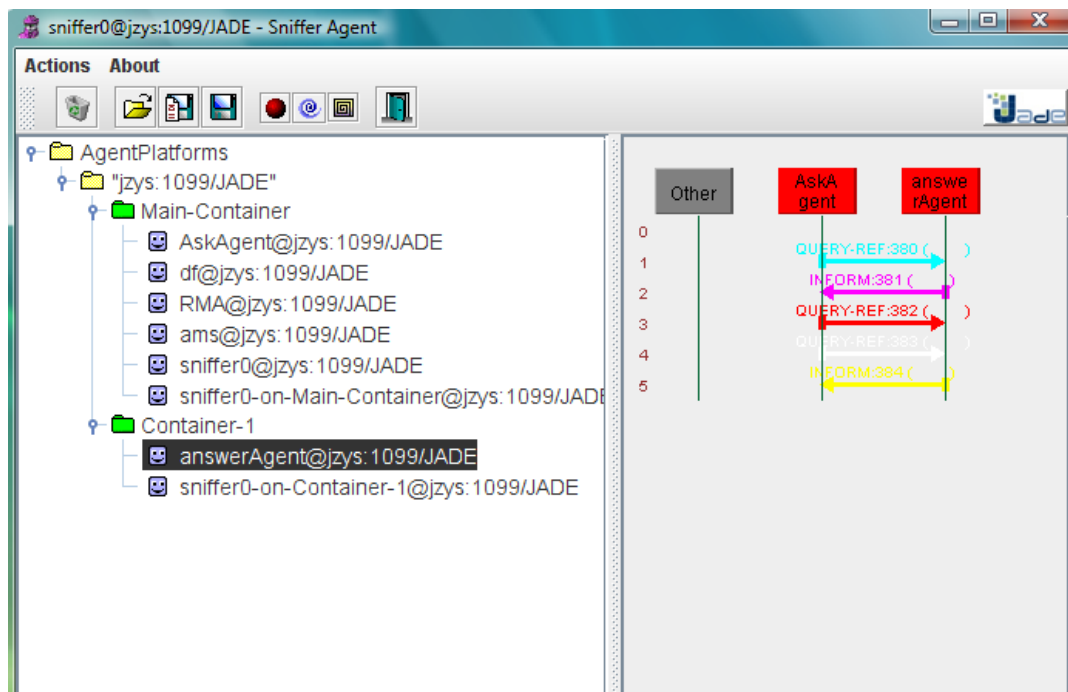 sniffer0@jzys:1099/JADE - Sniffer Agent
Actions About
Jade
AgentPlatforms
"jzys:1099/JADE"
Main-Container
AskAgent@jzys:1099/JADE
df@jzys:1099/JADE
RMA@jzys:1099/JADE
ams@jzys:1099/JADE
sniffer0@jzys:1099/JADE
sniffer0-on-Main-Container@jzys:1099/JADE
Container-1
answerAgent@jzys:1099/JADE
sniffer0-on-Container-1@jzys:1099/JADE
Other
AskA
gent
answe
rAgent
0
QUERY-REF:380 ( )
1
INFORM:381 ( )
2
QUERY-REF:382 ( )
3
QUERY-REF:383 ( )
4
INFORM:384 ( )
5